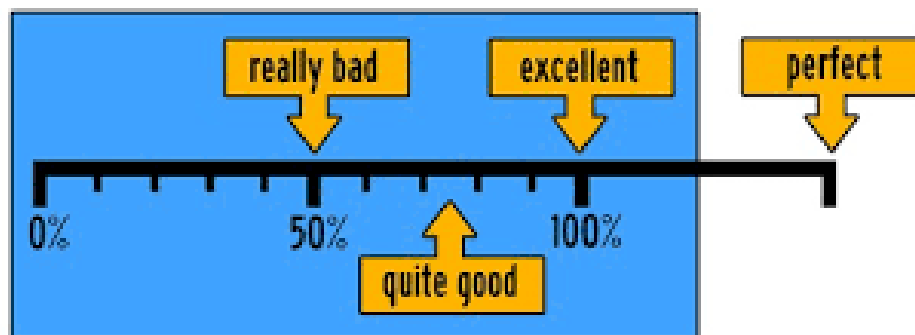 really bad
excellent
perfect
0%
50%
100%
quite good